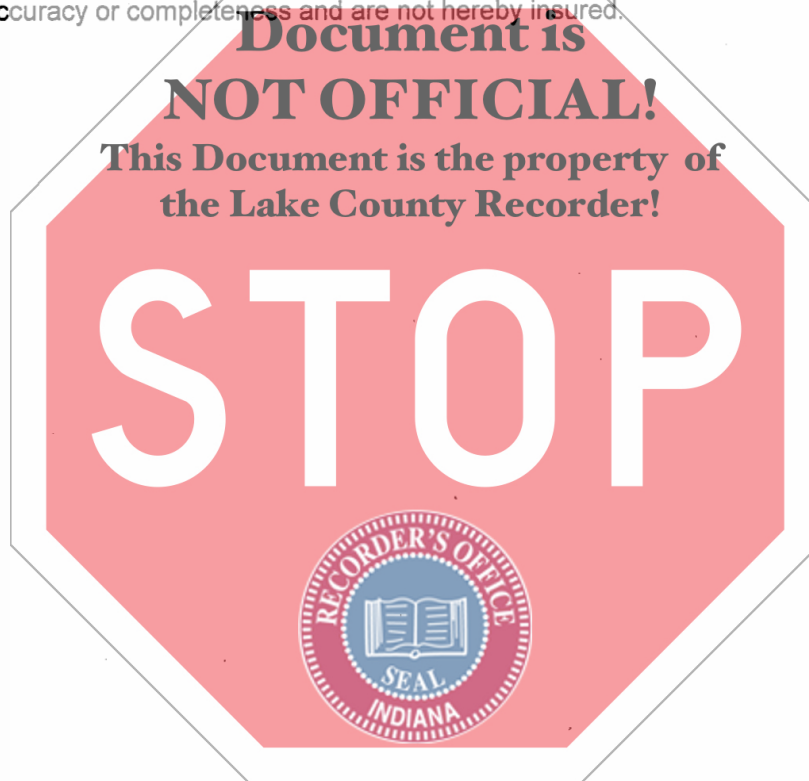 ccuracy or completeness and are not hereby insured.
Document is
NOT OFFICIAL!
This Document is the property of
the Lake County Recorder!
STOP
RECORDER'S OFFICE
SEAL
INDIANA